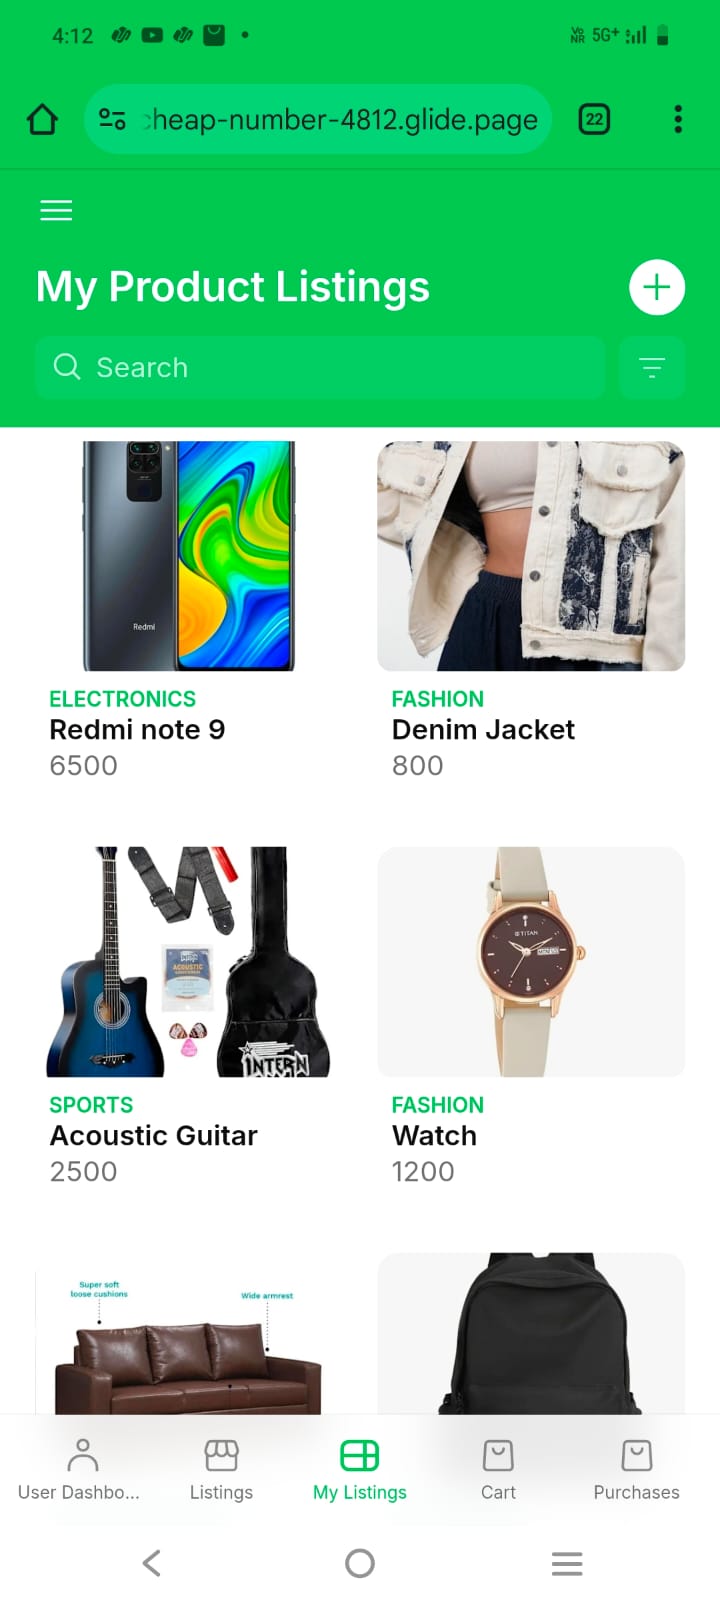 4:12
Vo NR 5G+
cheap-number-4812.glide.page
22
My Product Listings
Search
Redmi
ELECTRONICS
Redmi note 9
6500
FASHION
Denim Jacket
800
ACOUSTIC
INTERN
TITAN
SPORTS
Acoustic Guitar
2500
FASHION
Watch
1200
Super soft
loose cushions
Wide armrest
User Dashbo...
Listings
My Listings
Cart
Purchases